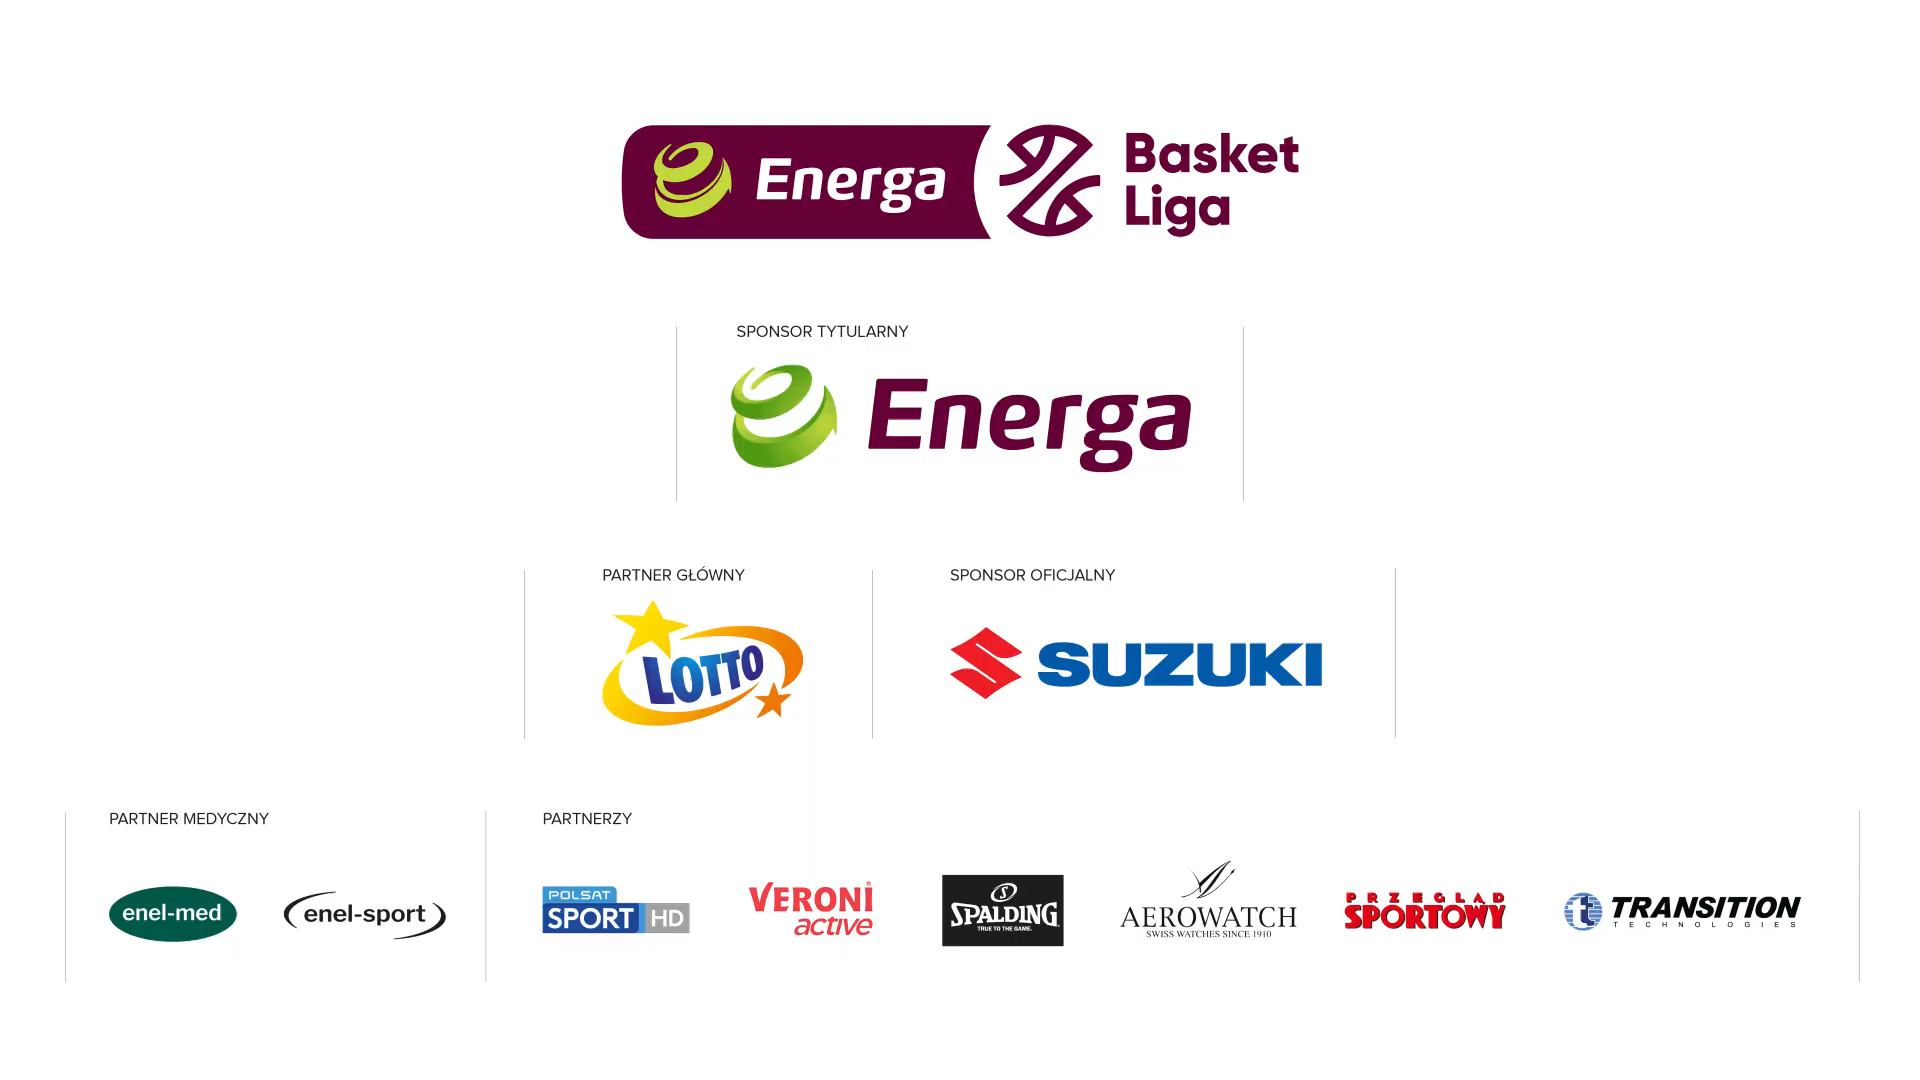 Energa
Basket
Liga
SPONSOR TYTULARNY
Energa
PARTNER GŁÓWNY
LOTTO
SPONSOR OFICJALNY
SUZUKI
PARTNER MEDYCZNY
enel-med
enel-sport
PARTNERZY
POLSAT
SPORT HD
VERONI
active
SPALDING
TRUE TO THE GAME.
AEROWATCH
SWISS WATCHES SINCE 1910
PRZEGLĄD
SPORTOWY
TRANSITION
TECHNOLOGIES